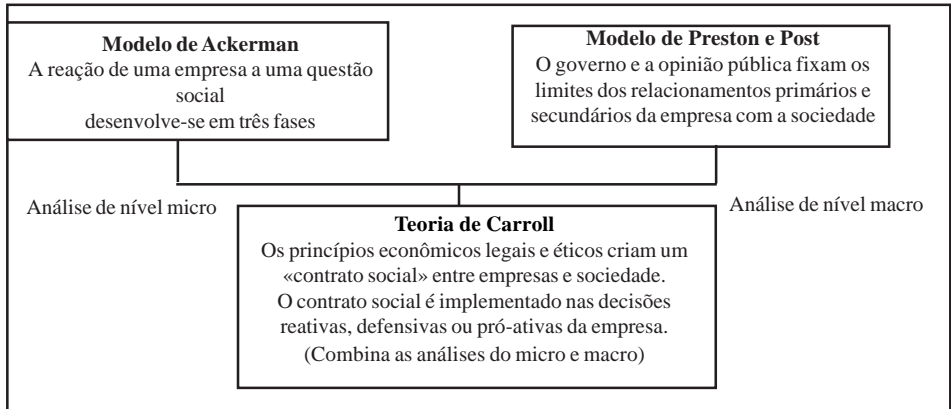 Modelo de Ackerman
A reação de uma empresa a uma questão
social
desenvolve-se em três fases
Modelo de Preston e Post
O governo e a opinião pública fixam os
limites dos relacionamentos primários e
secundários da empresa com a sociedade
Análise de nível micro
Análise de nível macro
Teoria de Carroll
Os princípios econômicos legais e éticos criam um
«contrato social» entre empresas e sociedade.
O contrato social é implementado nas decisões
reativas, defensivas ou pró-ativas da empresa.
(Combina as análises do micro e macro)